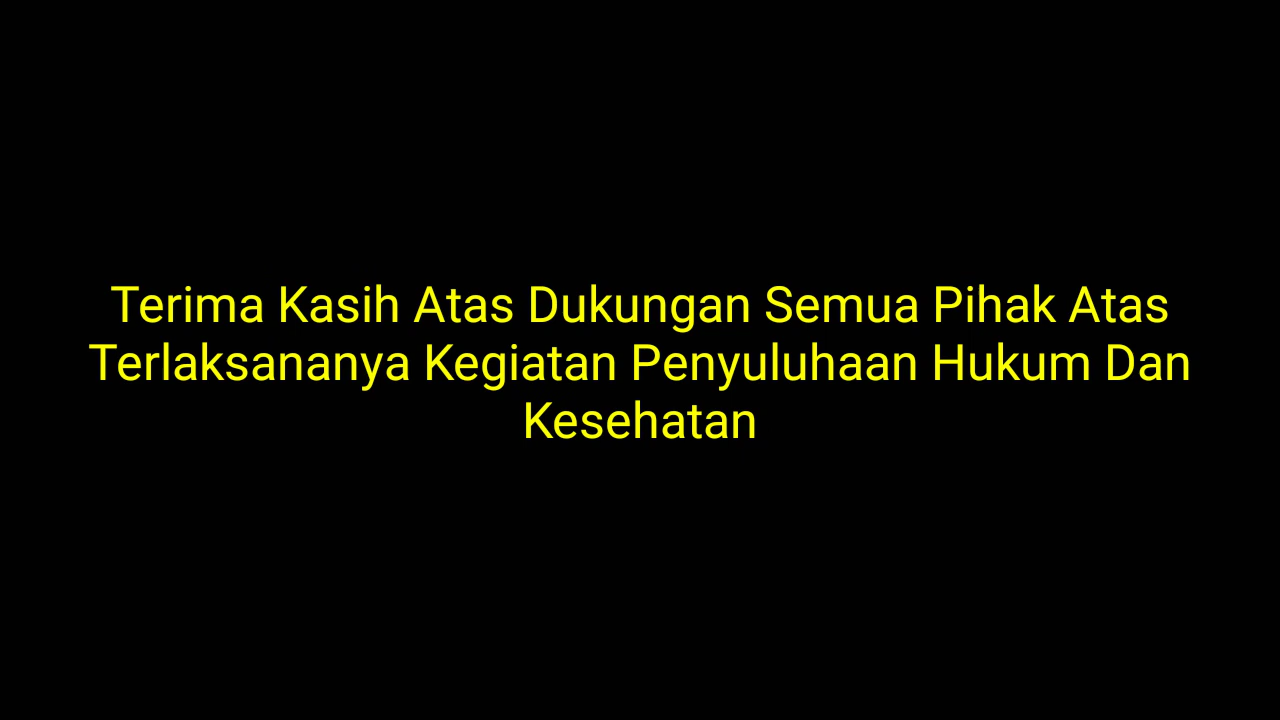 Terima Kasih Atas Dukungan Semua Pihak Atas
Terlaksananya Kegiatan Penyuluhaan Hukum Dan
Kesehatan